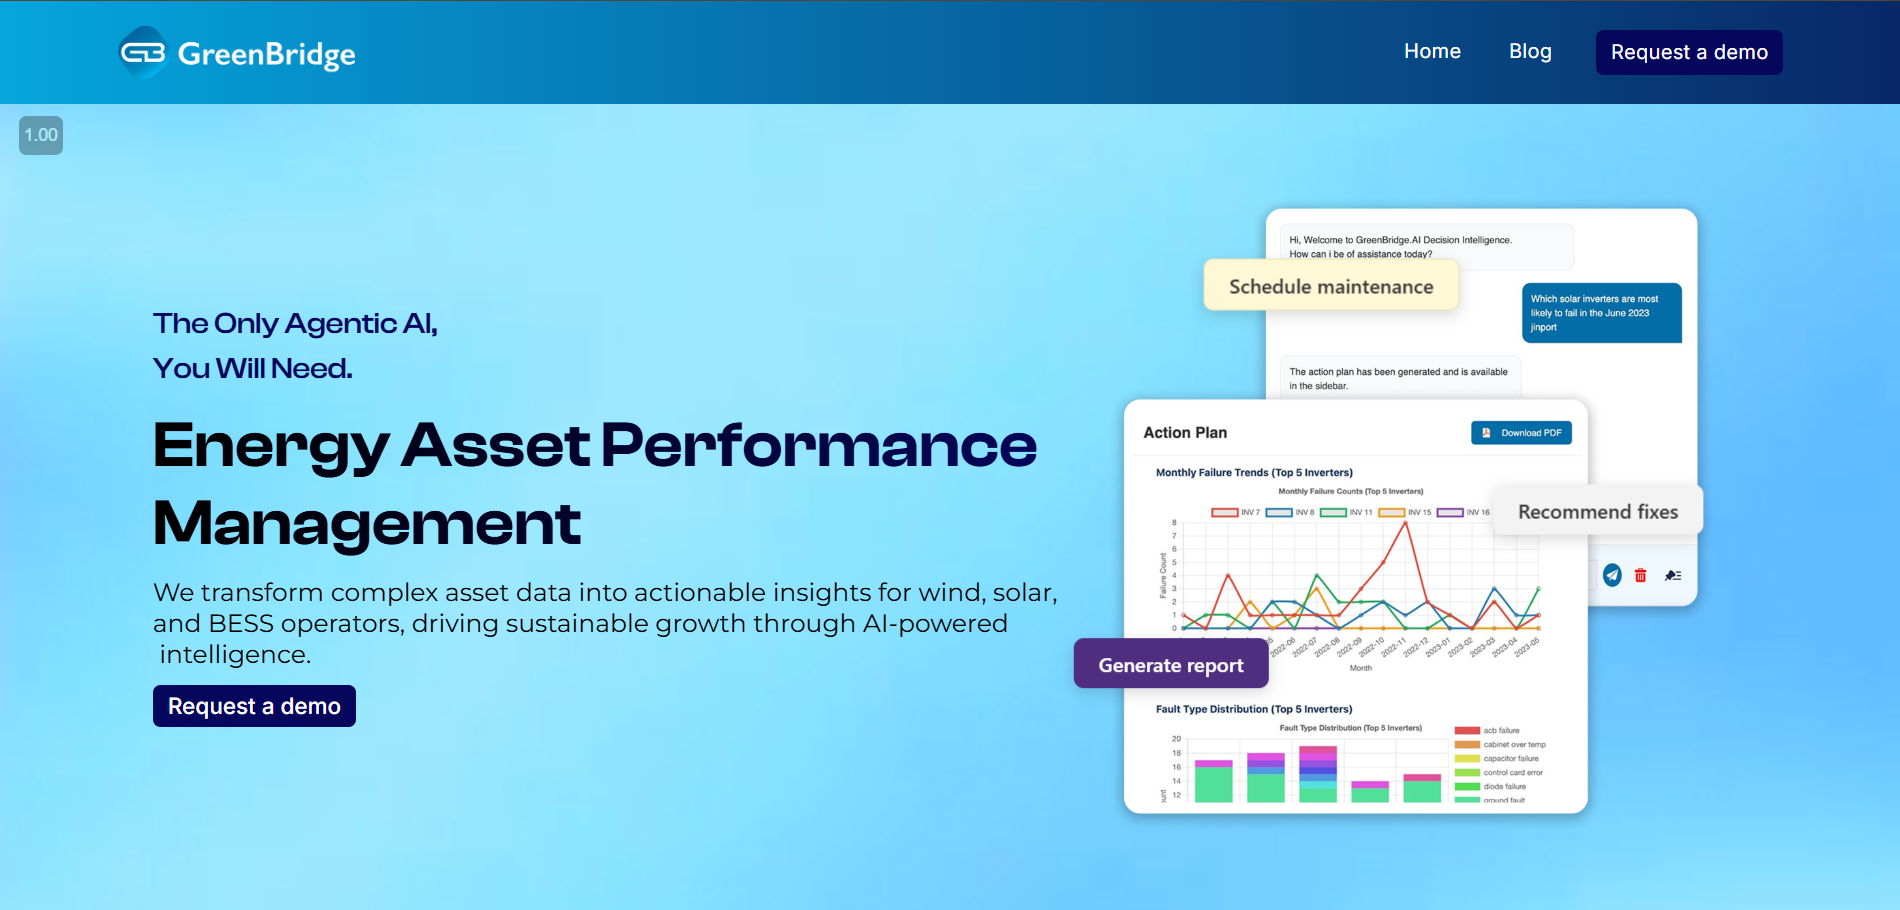 GB GreenBridge
Home
Blog
Request a demo
1.00
The Only Agentic AI,
You Will Need.
Energy Asset Performance
Management
We transform complex asset data into actionable insights for wind, solar,
and BESS operators, driving sustainable growth through AI-powered
intelligence.
Request a demo
Hi, Welcome to GreenBridge.AI Decision Intelligence.
How can i be of assistance today?
Schedule maintenance
Which solar inverters are most
likely to fail in the June 2023
jinport
The action plan has been generated and is available
in the sidebar.
Action Plan
Download PDF
Monthly Failure Trends (Top 5 Inverters)
Monthly Failure Counts (Top 5 Inverters)
INV 7 INV 8 INV 11 INV 15 INV 16
Recommend fixes
Failure Count
8
7
6
5
4
3
2
1
0
2022-06 2022-07 2022-08 2022-09 2022-10 2022-11 2022-12 2023-01 2023-02 2023-03 2023-04 2023-05
Month
Generate report
Fault Type Distribution (Top 5 Inverters)
Fault Type Distribution (Top 5 Inverters)
20
18
16
14
12
acb failure
cabinet over temp
capacitor failure
control card error
diode failure
ground fault